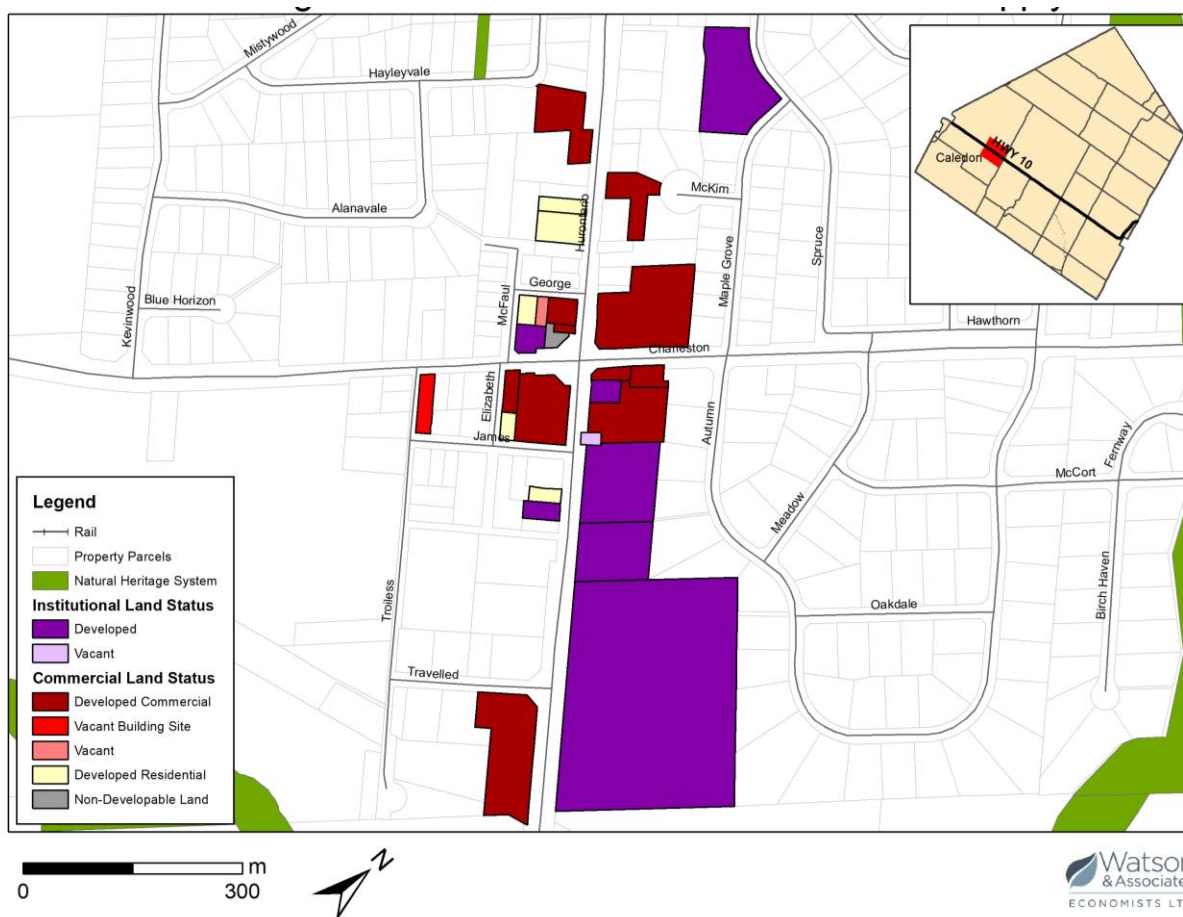 Mistywood
Hayleyvale
Alanavale
Kevinwood
Blue Horizon
McFaul
George
Hurontario
McKim
Maple Grove
Spruce
Hawthorn
Charleston
Elizabeth
James
Autumn
Meadow
McCort
Fernway
Birch Haven
Oakdale
Troiless
Travelled
HWY 10
Caledon
Legend
Rail
Property Parcels
Natural Heritage System
Institutional Land Status
Developed
Vacant
Commercial Land Status
Developed Commercial
Vacant Building Site
Vacant
Developed Residential
Non-Developable Land
m
0 300
N
Watson
& Associate
ECONOMISTS LT